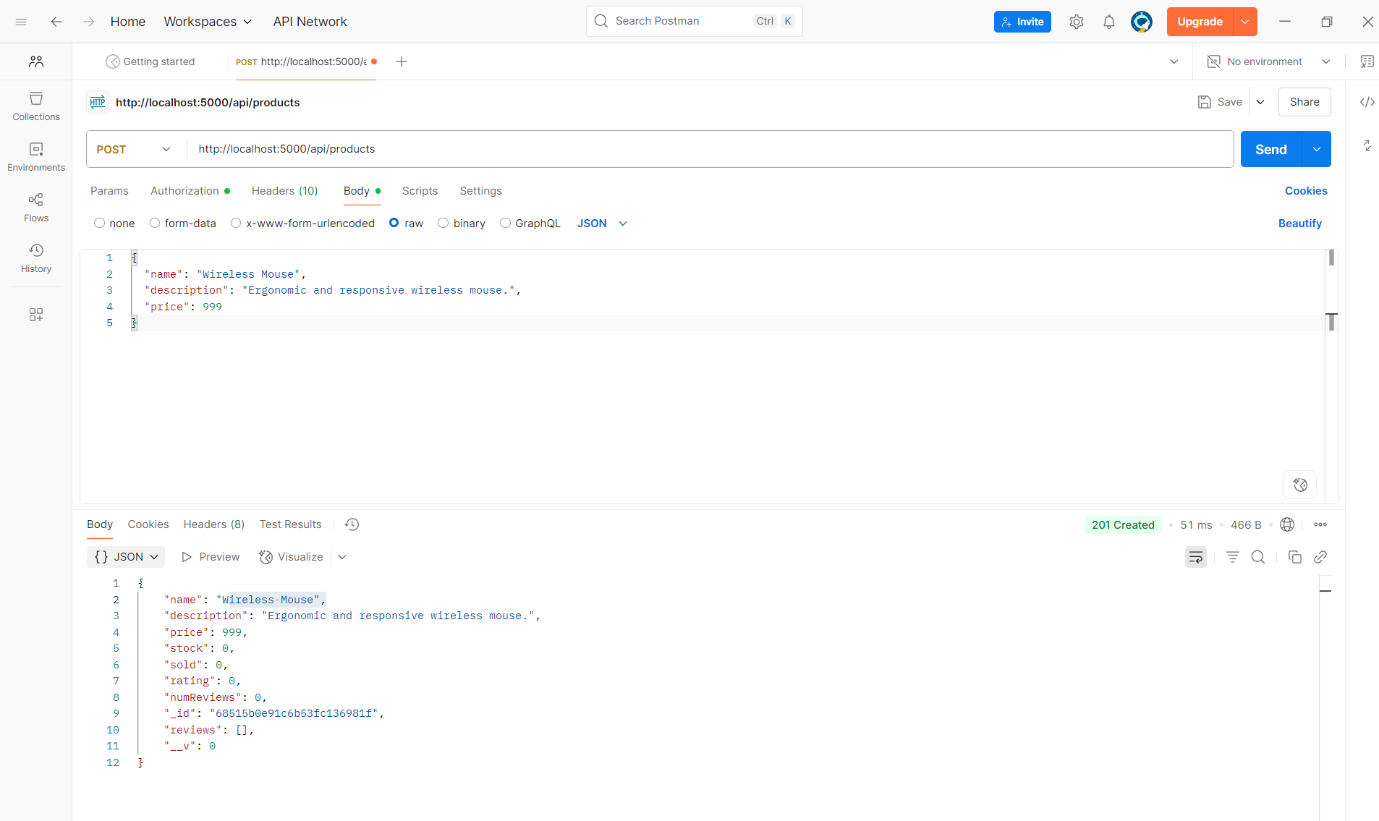 Home Workspaces API Network Search Postman Ctrl K Invite Upgrade
Getting started POST http://localhost:5000/a No environment
HTTP http://localhost:5000/api/products Save Share
Collections
POST http://localhost:5000/api/products Send
Environments
Params Authorization Headers (10) Body Scripts Settings Cookies
Flows
none form-data x-www-form-urlencoded raw binary GraphQL JSON Beautify
History
1 {
2 "name": "Wireless Mouse",
3 "description": "Ergonomic and responsive wireless mouse.",
4 "price": 999
5 }
Body Cookies Headers (8) Test Results 201 Created • 51 ms • 466 B
{} JSON Preview Visualize
1 {
2 "name": "Wireless Mouse",
3 "description": "Ergonomic and responsive wireless mouse.",
4 "price": 999,
5 "stock": 0,
6 "sold": 0,
7 "rating": 0,
8 "numReviews": 0,
9 "_id": "68515b0e91c6b53fc136981f",
10 "reviews": [],
11 "__v": 0
12 }